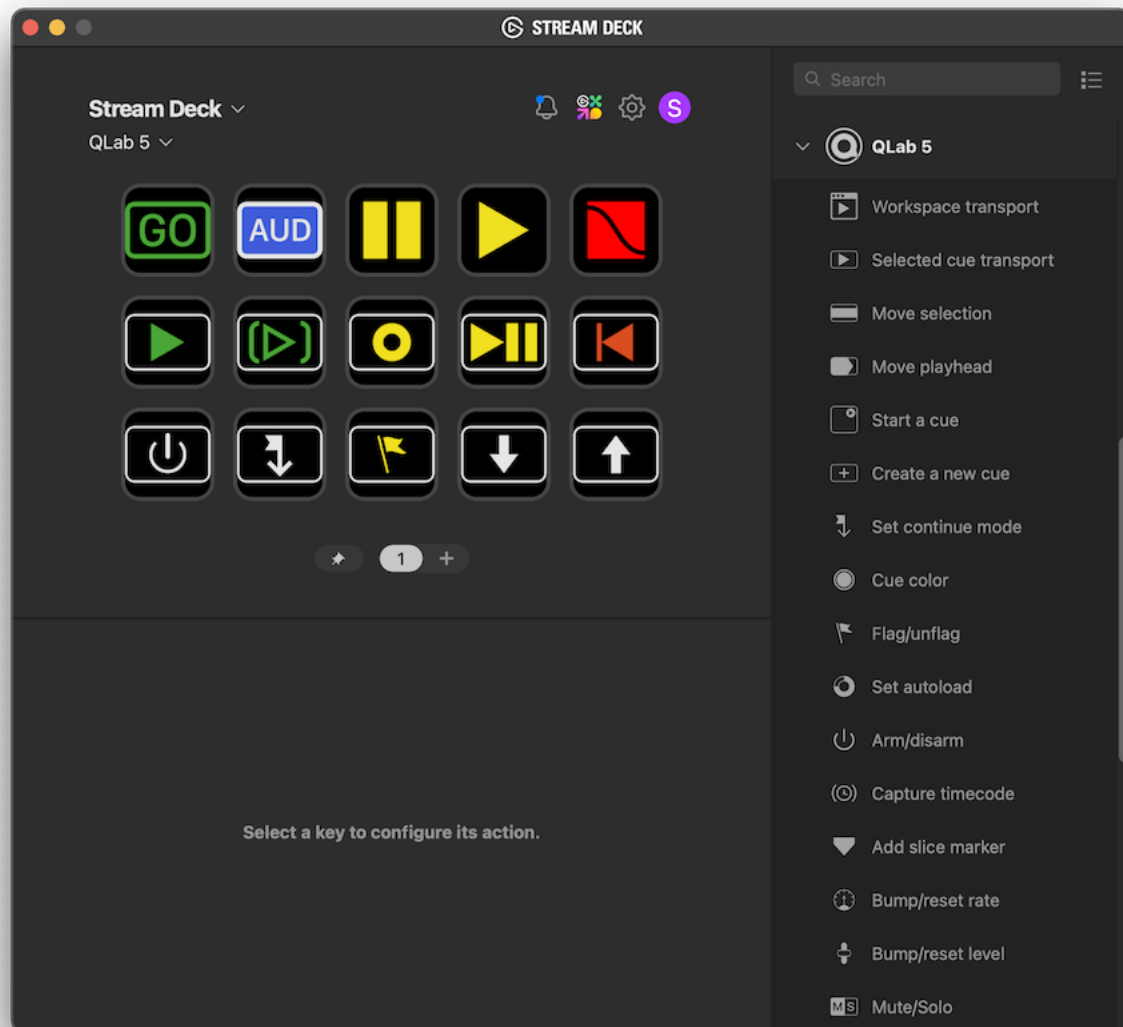 STREAM DECK
Stream Deck
S
QLab 5
GO
AUD
1
Select a key to configure its action.
Search
QLab 5
Workspace transport
Selected cue transport
Move selection
Move playhead
Start a cue
Create a new cue
Set continue mode
Cue color
Flag/unflag
Set autoload
Arm/disarm
Capture timecode
Add slice marker
Bump/reset rate
Bump/reset level
M S Mute/Solo